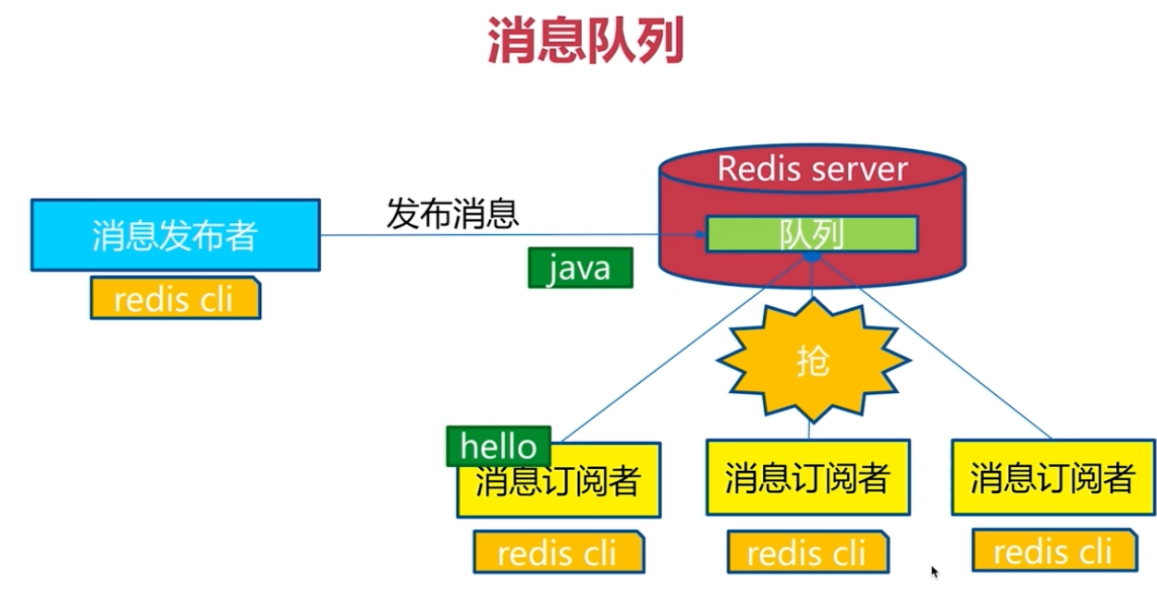 消息队列
Redis server
消息发布者
发布消息
队列
java
redis cli
抢
hello
消息订阅者
消息订阅者
消息订阅者
redis cli
redis cli
redis cli